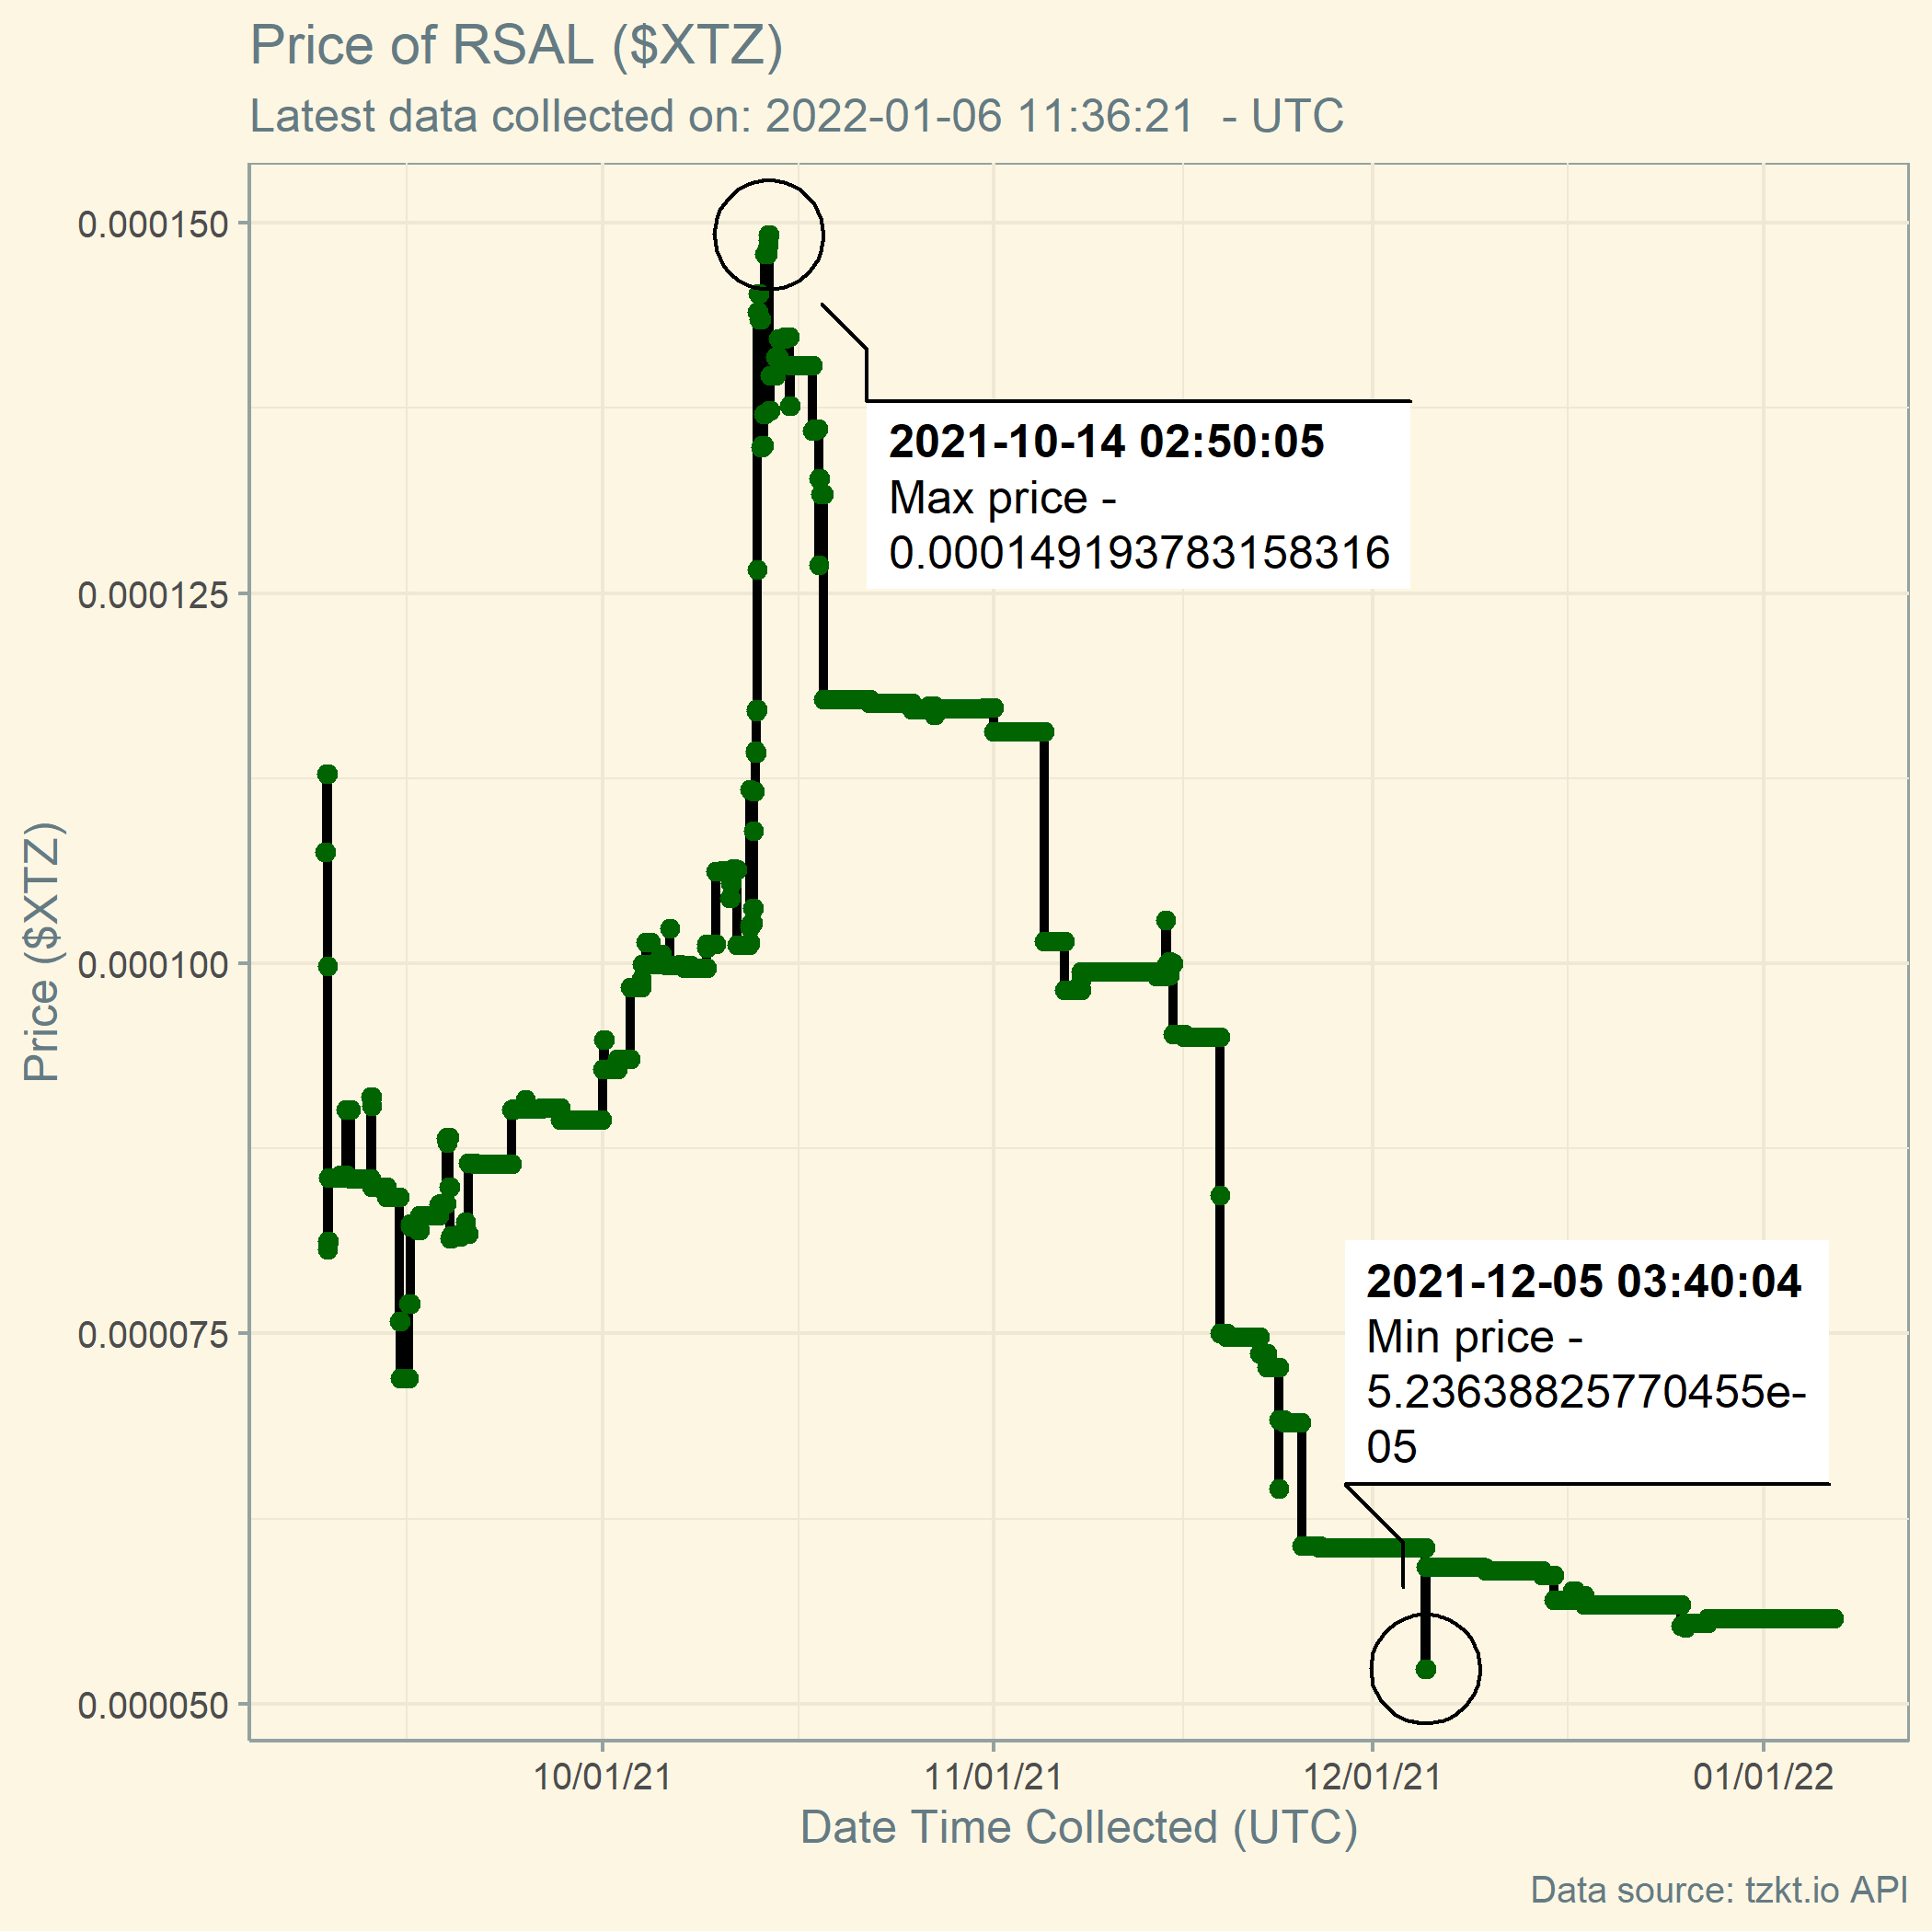 Price of RSAL ($XTZ)
Latest data collected on: 2022-01-06 11:36:21  - UTC
0.000150
0.000125
0.000100
0.000075
0.000050
Price ($XTZ)
2021-10-14 02:50:05
Max price -
0.0001491937831583​16
2021-12-05 03:40:04
Min price -
5.23638825770455e-
05
10/01/21
11/01/21
12/01/21
01/01/22
Date Time Collected (UTC)
Data source: tzkt.io API